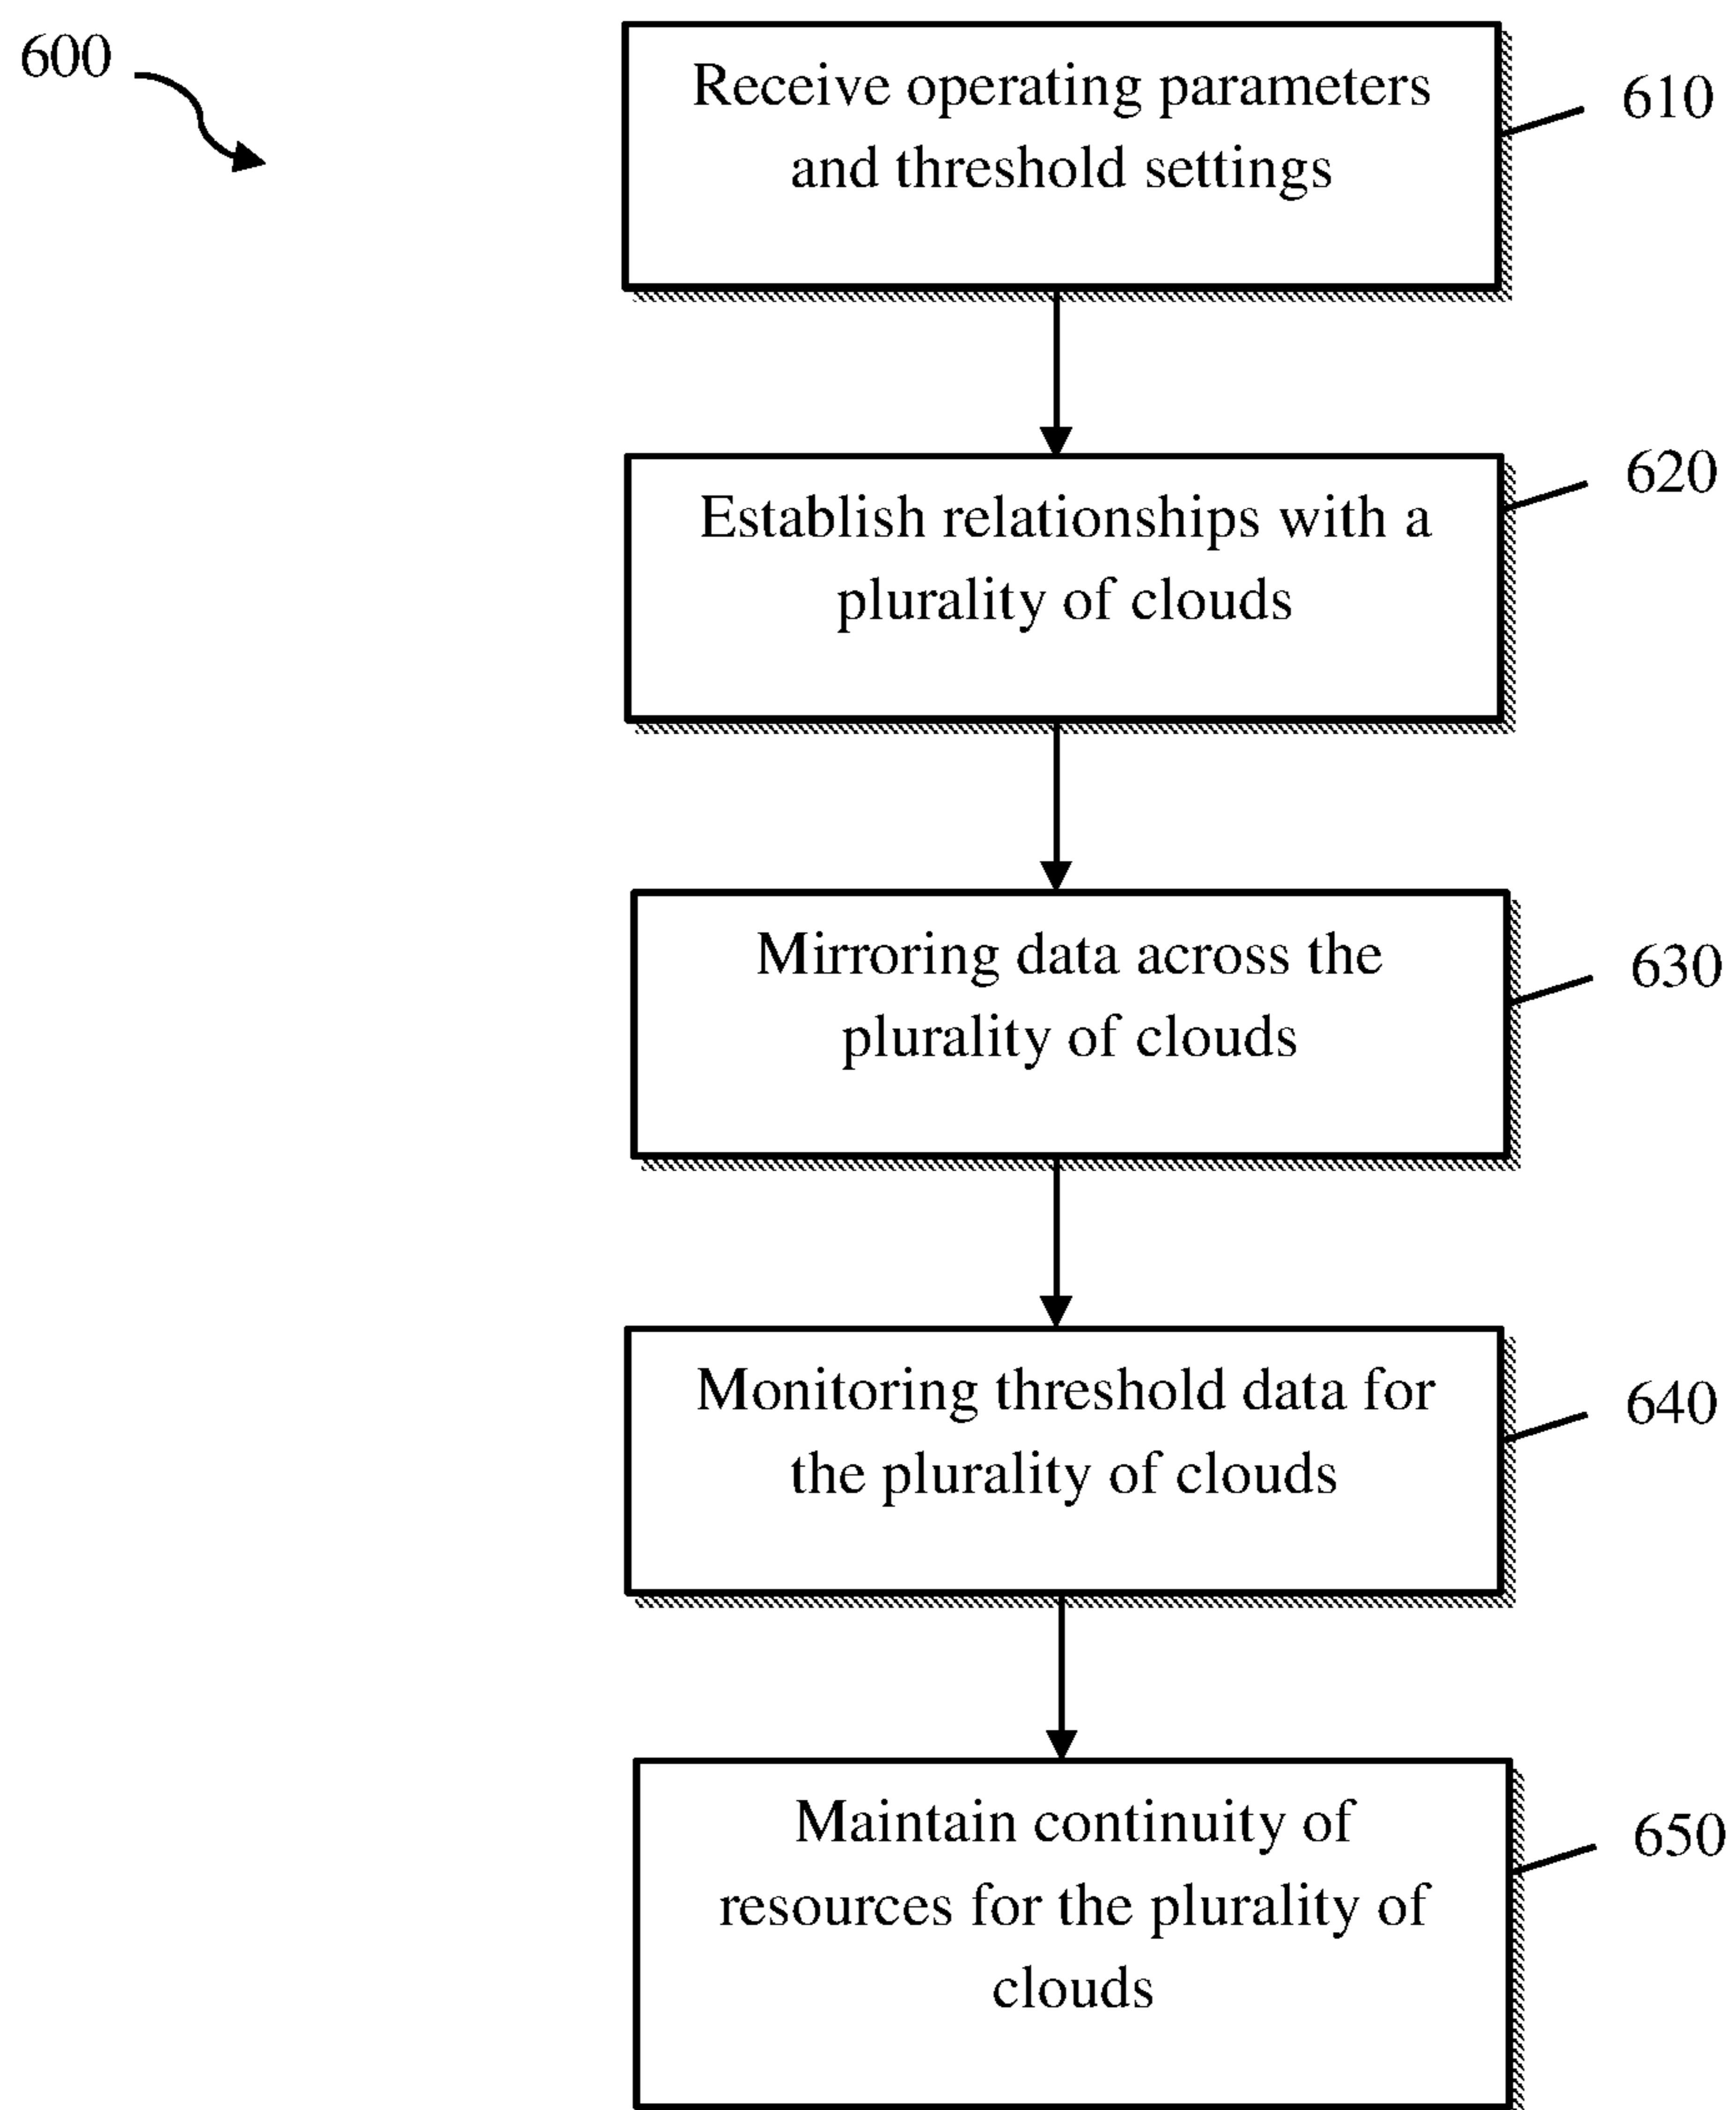 600
Receive operating parameters
and threshold settings
610
Establish relationships with a
plurality of clouds
620
Mirroring data across the
plurality of clouds
630
Monitoring threshold data for
the plurality of clouds
640
Maintain continuity of
resources for the plurality of
clouds
650